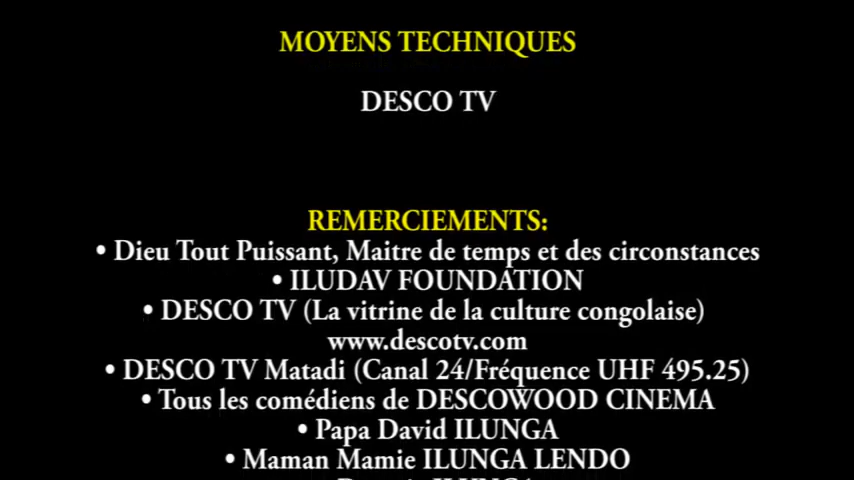 MOYENS TECHNIQUES
DESCO TV
REMERCIEMENTS:
• Dieu Tout Puissant, Maitre de temps et des circonstances
• ILUDAV FOUNDATION
• DESCO TV (La vitrine de la culture congolaise)
www.descotv.com
• DESCO TV Matadi (Canal 24/Fréquence UHF 495.25)
• Tous les comédiens de DESCOWOOD CINEMA
• Papa David ILUNGA
• Maman Mamie ILUNGA LENDO